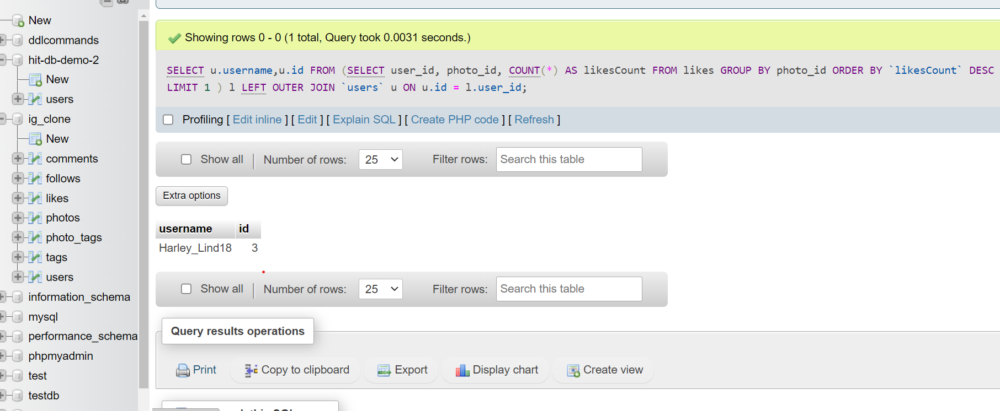 New
ddlcommands
hit-db-demo-2
New
users
ig_clone
New
comments
follows
likes
photos
photo_tags
tags
users
information_schema
mysql
performance_schema
phpmyadmin
test
testdb
Showing rows 0 - 0 (1 total, Query took 0.0031 seconds.)
SELECT u.username,u.id FROM (SELECT user_id, photo_id, COUNT(*) AS likesCount FROM likes GROUP BY photo_id ORDER BY `likesCount` DESC
LIMIT 1 ) l LEFT OUTER JOIN `users` u ON u.id = l.user_id;
Profiling [ Edit inline ] [ Edit ] [ Explain SQL ] [ Create PHP code ] [ Refresh ]
Show all | Number of rows: 25 Filter rows: Search this table
Extra options
username id
Harley_Lind18 3
Show all | Number of rows: 25 Filter rows: Search this table
Query results operations
Print Copy to clipboard Export Display chart Create view